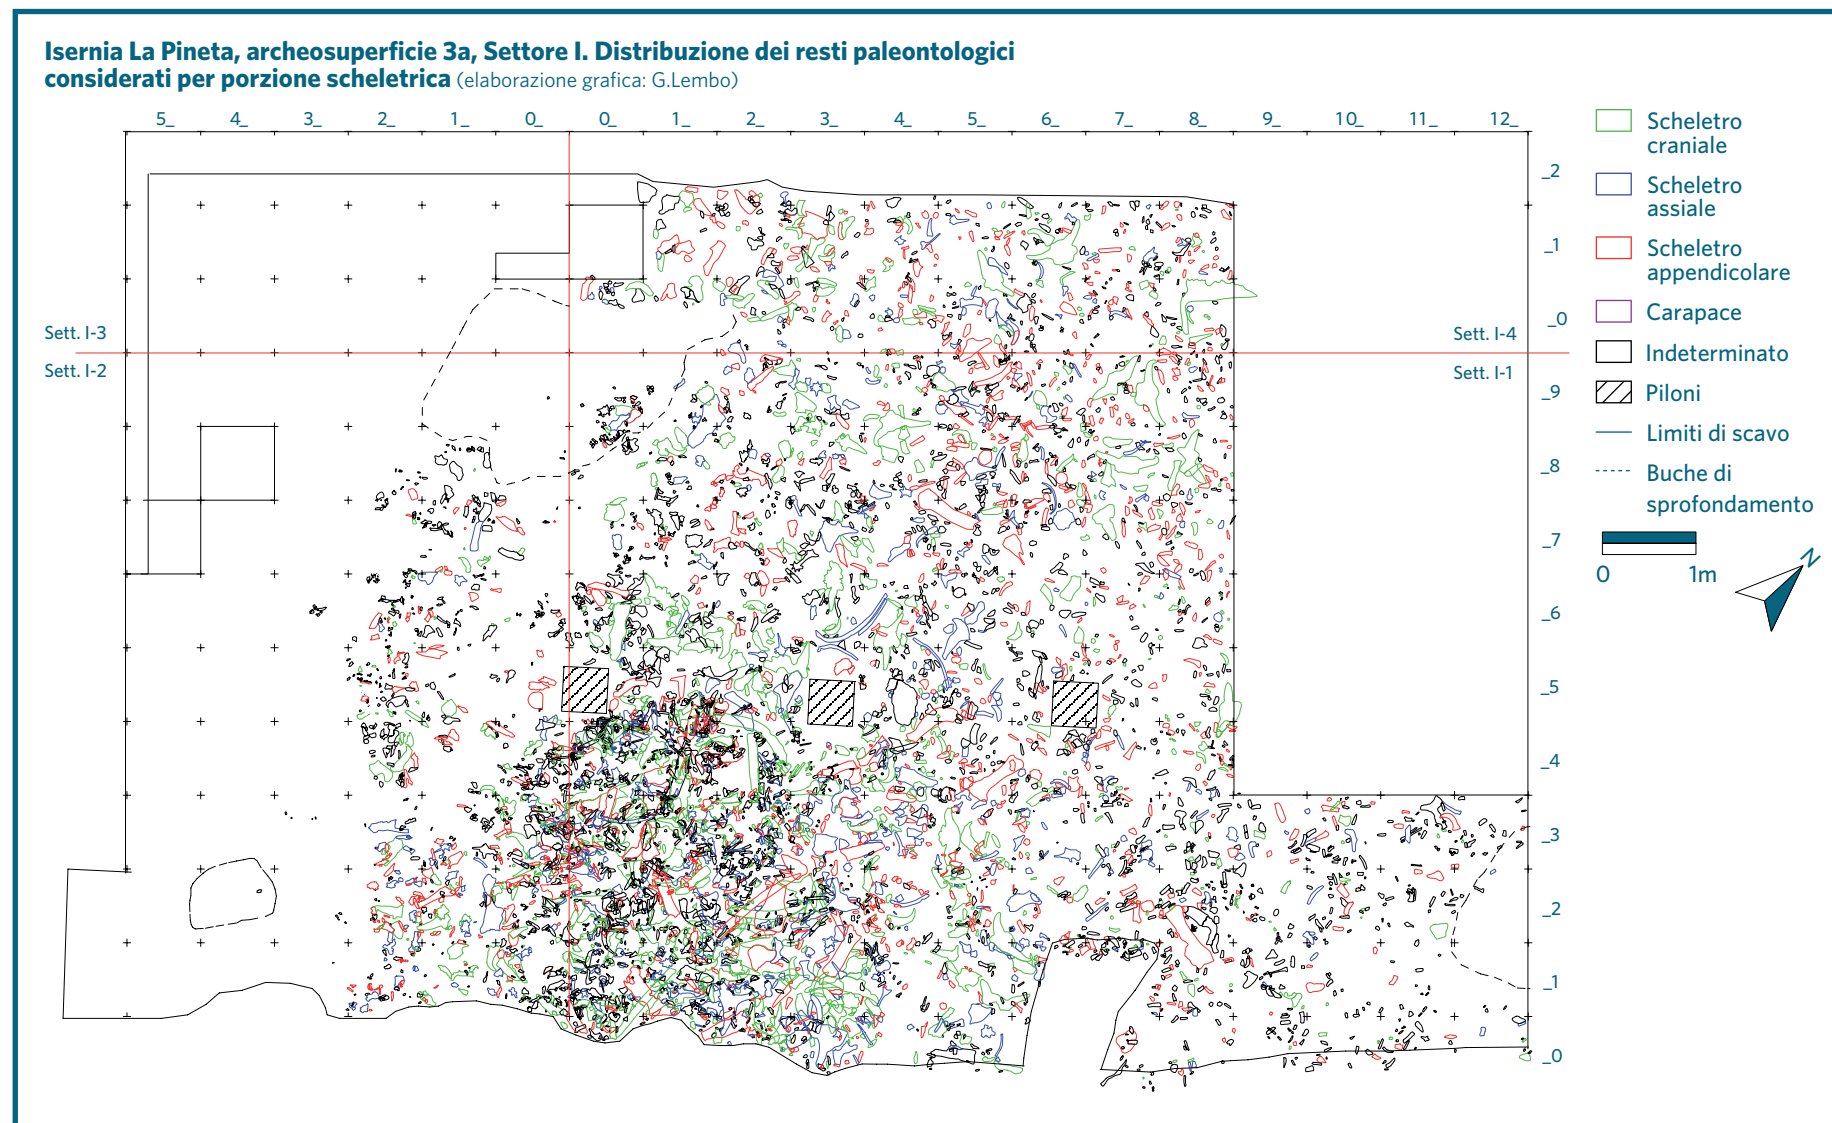 Isernia La Pineta, archeosuperficie 3a, Settore I. Distribuzione dei resti paleontologici
considerati per porzione scheletrica (elaborazione grafica: G.Lembo)
5_ 4_ 3_ 2_ 1_ 0_ 0_ 1_ 2_ 3_ 4_ 5_ 6_ 7_ 8_ 9_ 10_ 11_ 12_
_2
_1
_0
Sett. I-3
Sett. I-4
Sett. I-2
Sett. I-1
_9
_8
_7
_6
_5
_4
_3
_2
_1
_0
Scheletro
craniale
Scheletro
assiale
Scheletro
appendicolare
Carapace
Indeterminato
Piloni
Limiti di scavo
Buche di
sprofondamento
0 1m
N